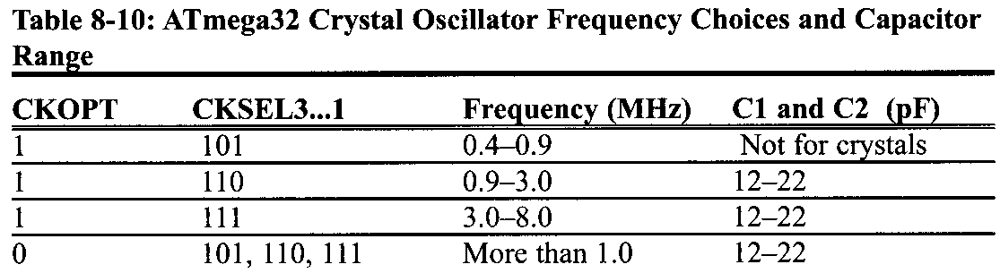 Table 8-10: ATmega32 Crystal Oscillator Frequency Choices and Capacitor
Range
CKOPT CKSEL3...1 Frequency (MHz) C1 and C2 (pF)
1 101 0.4–0.9 Not for crystals
1 110 0.9–3.0 12–22
1 111 3.0–8.0 12–22
0 101, 110, 111 More than 1.0 12–22